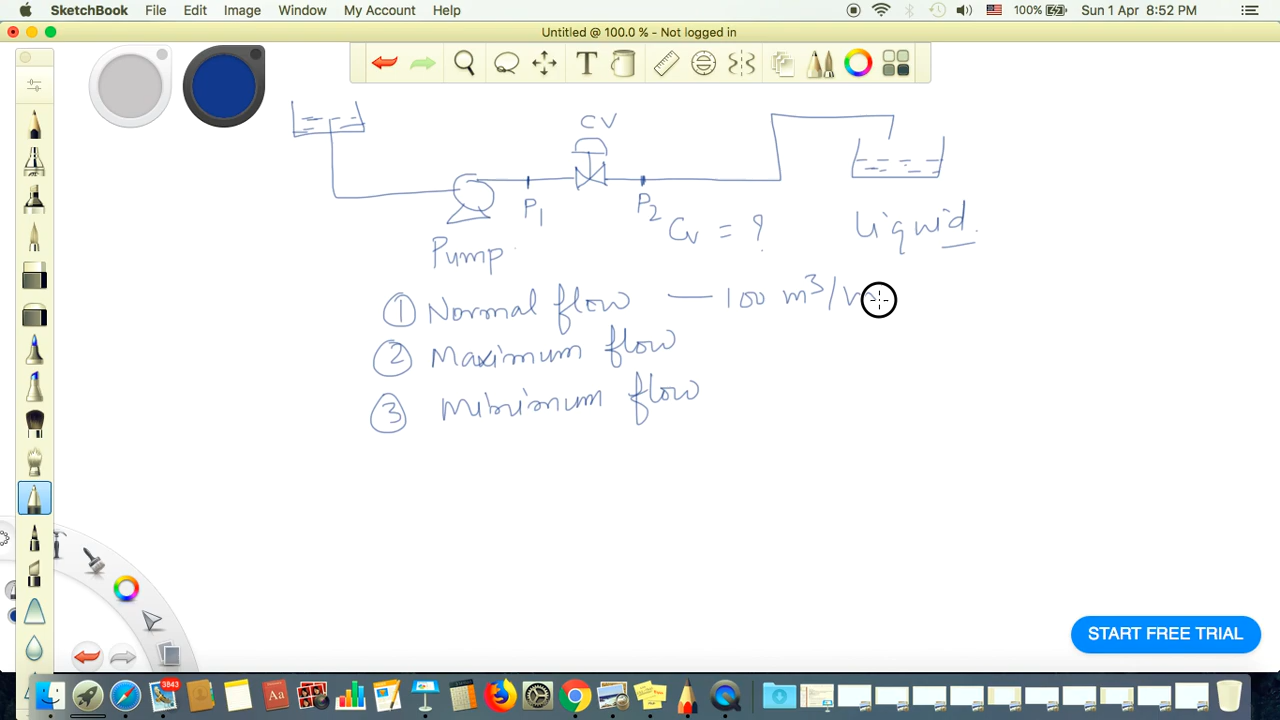 SketchBook File Edit Image Window My Account Help 100% Sun 1 Apr 8:52 PM
Untitled @ 100.0 % - Not logged in
T
CV
P1
P2
Cv = ?
Liquid.
Pump
1 Normal flow — 100 m3/
2 Maximum flow
3 Minimum flow
START FREE TRIAL
3843
Aa